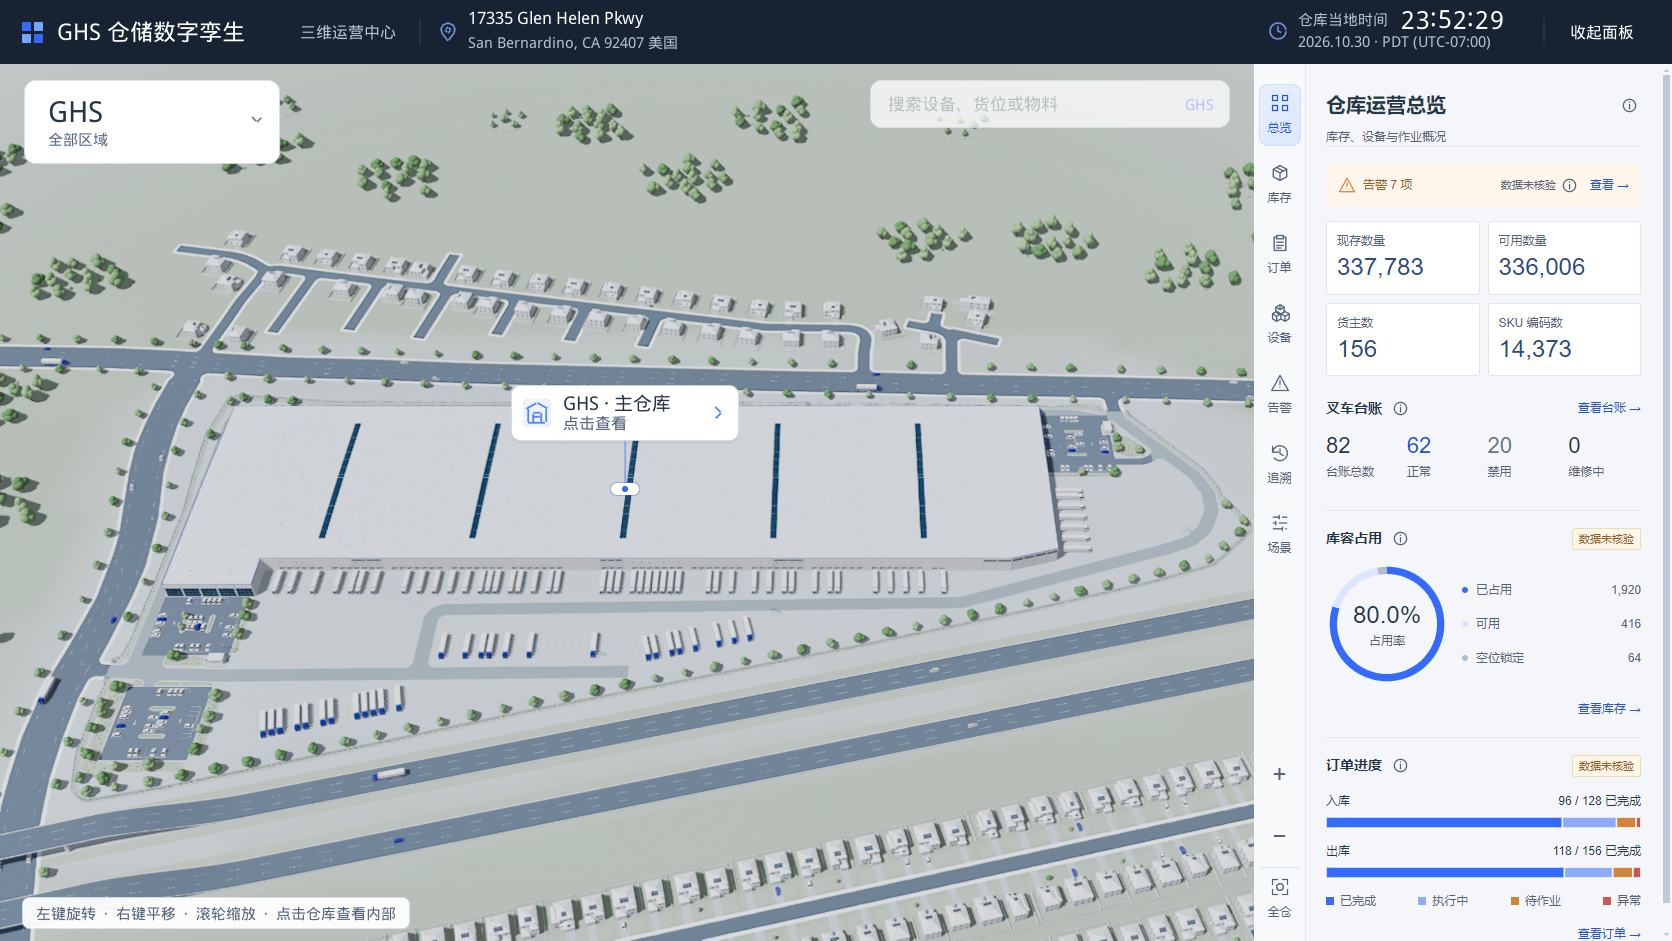 GHS 仓储数字孪生
三维运营中心
17335 Glen Helen Pkwy
San Bernardino, CA 92407 美国
仓库当地时间 23:52:29
2026.10.30 · PDT (UTC-07:00)
收起面板
GHS
全部区域
搜索设备、货位或物料 GHS
GHS · 主仓库
点击查看
左键旋转 · 右键平移 · 滚轮缩放 · 点击仓库查看内部
总览
库存
订单
设备
告警
追溯
场景
+
−
全仓
仓库运营总览
库存、设备与作业概况
告警 7 项 数据未核验 查看 →
现存数量
337,783
可用数量
336,006
货主数
156
SKU 编码数
14,373
叉车台账 查看台账 →
82 62 20 0
台账总数 正常 禁用 维修中
库容占用 数据未核验
80.0%
占用率
已占用 1,920
可用 416
空位锁定 64
查看库存 →
订单进度 数据未核验
入库 96 / 128 已完成
出库 118 / 156 已完成
已完成 执行中 待作业 异常
查看订单 →